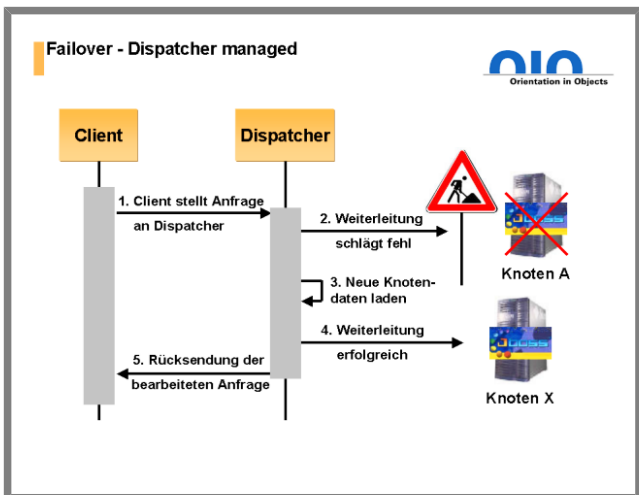 Failover - Dispatcher managed
OIO
Orientation in Objects
Client
Dispatcher
1. Client stellt Anfrage
an Dispatcher
2. Weiterleitung
schlägt fehl
Knoten A
3. Neue Knoten-
daten laden
4. Weiterleitung
erfolgreich
5. Rücksendung der
bearbeiteten Anfrage
Knoten X